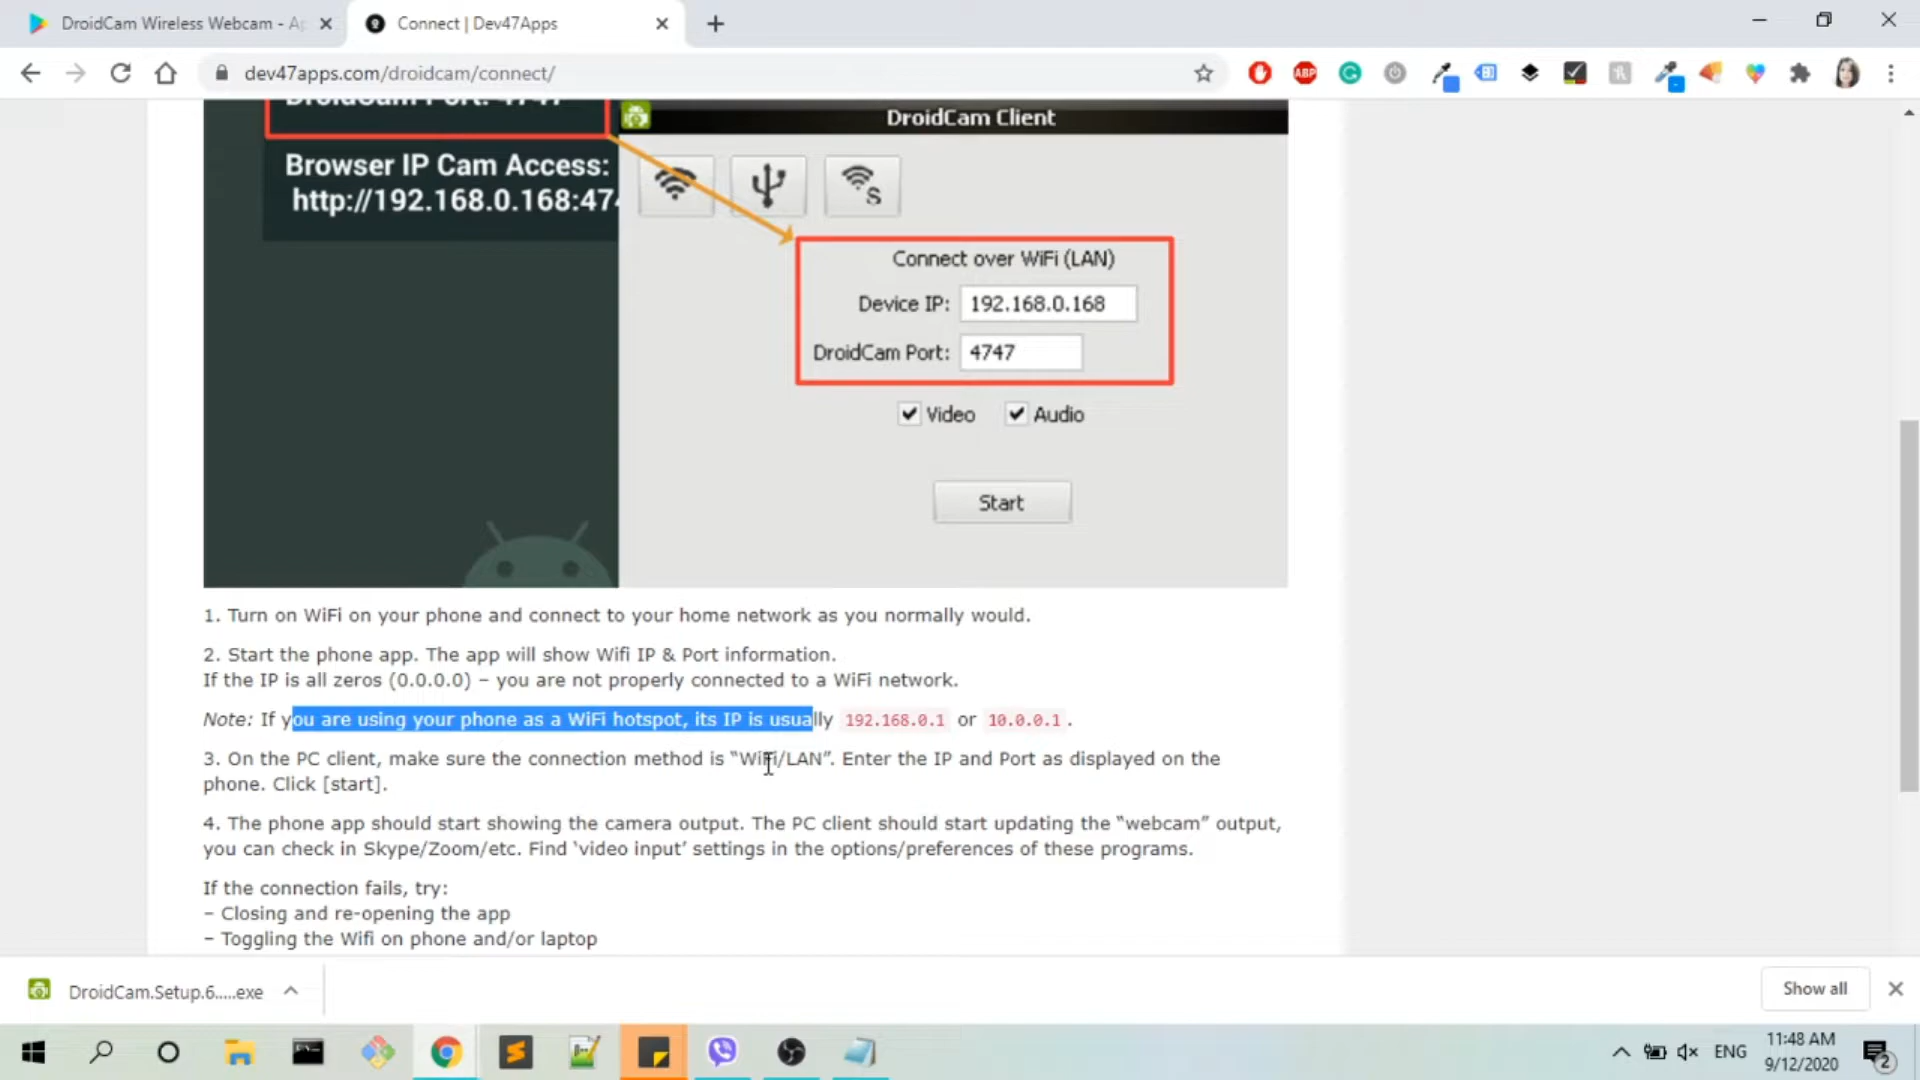 DroidCam Wireless Webcam - Ap
Connect | Dev47Apps
dev47apps.com/droidcam/connect/
ABP
DroidCam Port: 4747
DroidCam Client
Browser IP Cam Access:
http://192.168.0.168:474
S
Connect over WiFi (LAN)
Device IP: 192.168.0.168
DroidCam Port: 4747
Video Audio
Start
1. Turn on WiFi on your phone and connect to your home network as you normally would.
2. Start the phone app. The app will show Wifi IP & Port information.
If the IP is all zeros (0.0.0.0) – you are not properly connected to a WiFi network.
Note: If you are using your phone as a WiFi hotspot, its IP is usually 192.168.0.1 or 10.0.0.1.
3. On the PC client, make sure the connection method is “WiFi/LAN”. Enter the IP and Port as displayed on the
phone. Click [start].
4. The phone app should start showing the camera output. The PC client should start updating the “webcam” output,
you can check in Skype/Zoom/etc. Find ‘video input’ settings in the options/preferences of these programs.
If the connection fails, try:
– Closing and re-opening the app
– Toggling the Wifi on phone and/or laptop
DroidCam.Setup.6.....exe
Show all
ENG
11:48 AM
9/12/2020
2